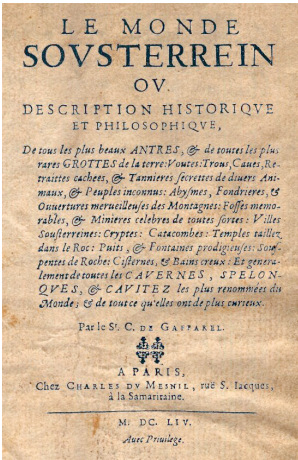 LE MONDE
SOVSTERREIN
OV.
DESCRIPTION HISTORIQVE
ET PHILOSOPHIQVE,
De tous les plus beaux ANTRES, & de toutes les plus
rares GROTTES de la terre: Voutes: Trous, Caues, Re-
traittes cachees, & Tannieres secrettes de diuers Ani-
maux, & Peuples inconnus: Abysmes, Fondrieres, &
Ouuertures merueilleuses des Montagnes: Fosses memo-
rables, & Minieres celebres de toutes sortes: Villes
Sousterreines: Cryptes: Catacombes: Temples taillez
dans le Roc: Puits, & Fontaines prodigieuses: Sous-
pentes de Roche: Cisternes, & Bains creux: Et genera-
lement de toutes les CAVERNES, SPELON-
QVES, & CAVITEZ les plus renommées du
Monde; & de tout ce qu'elles ont de plus curieux.
Par le Sr. C. DE GAFFAREL.
A PARIS,
Chez CHARLES DV MESNIL, ruë S. Iacques,
à la Samaritaine.
M. DC. LIV.
Auec Priuilege.